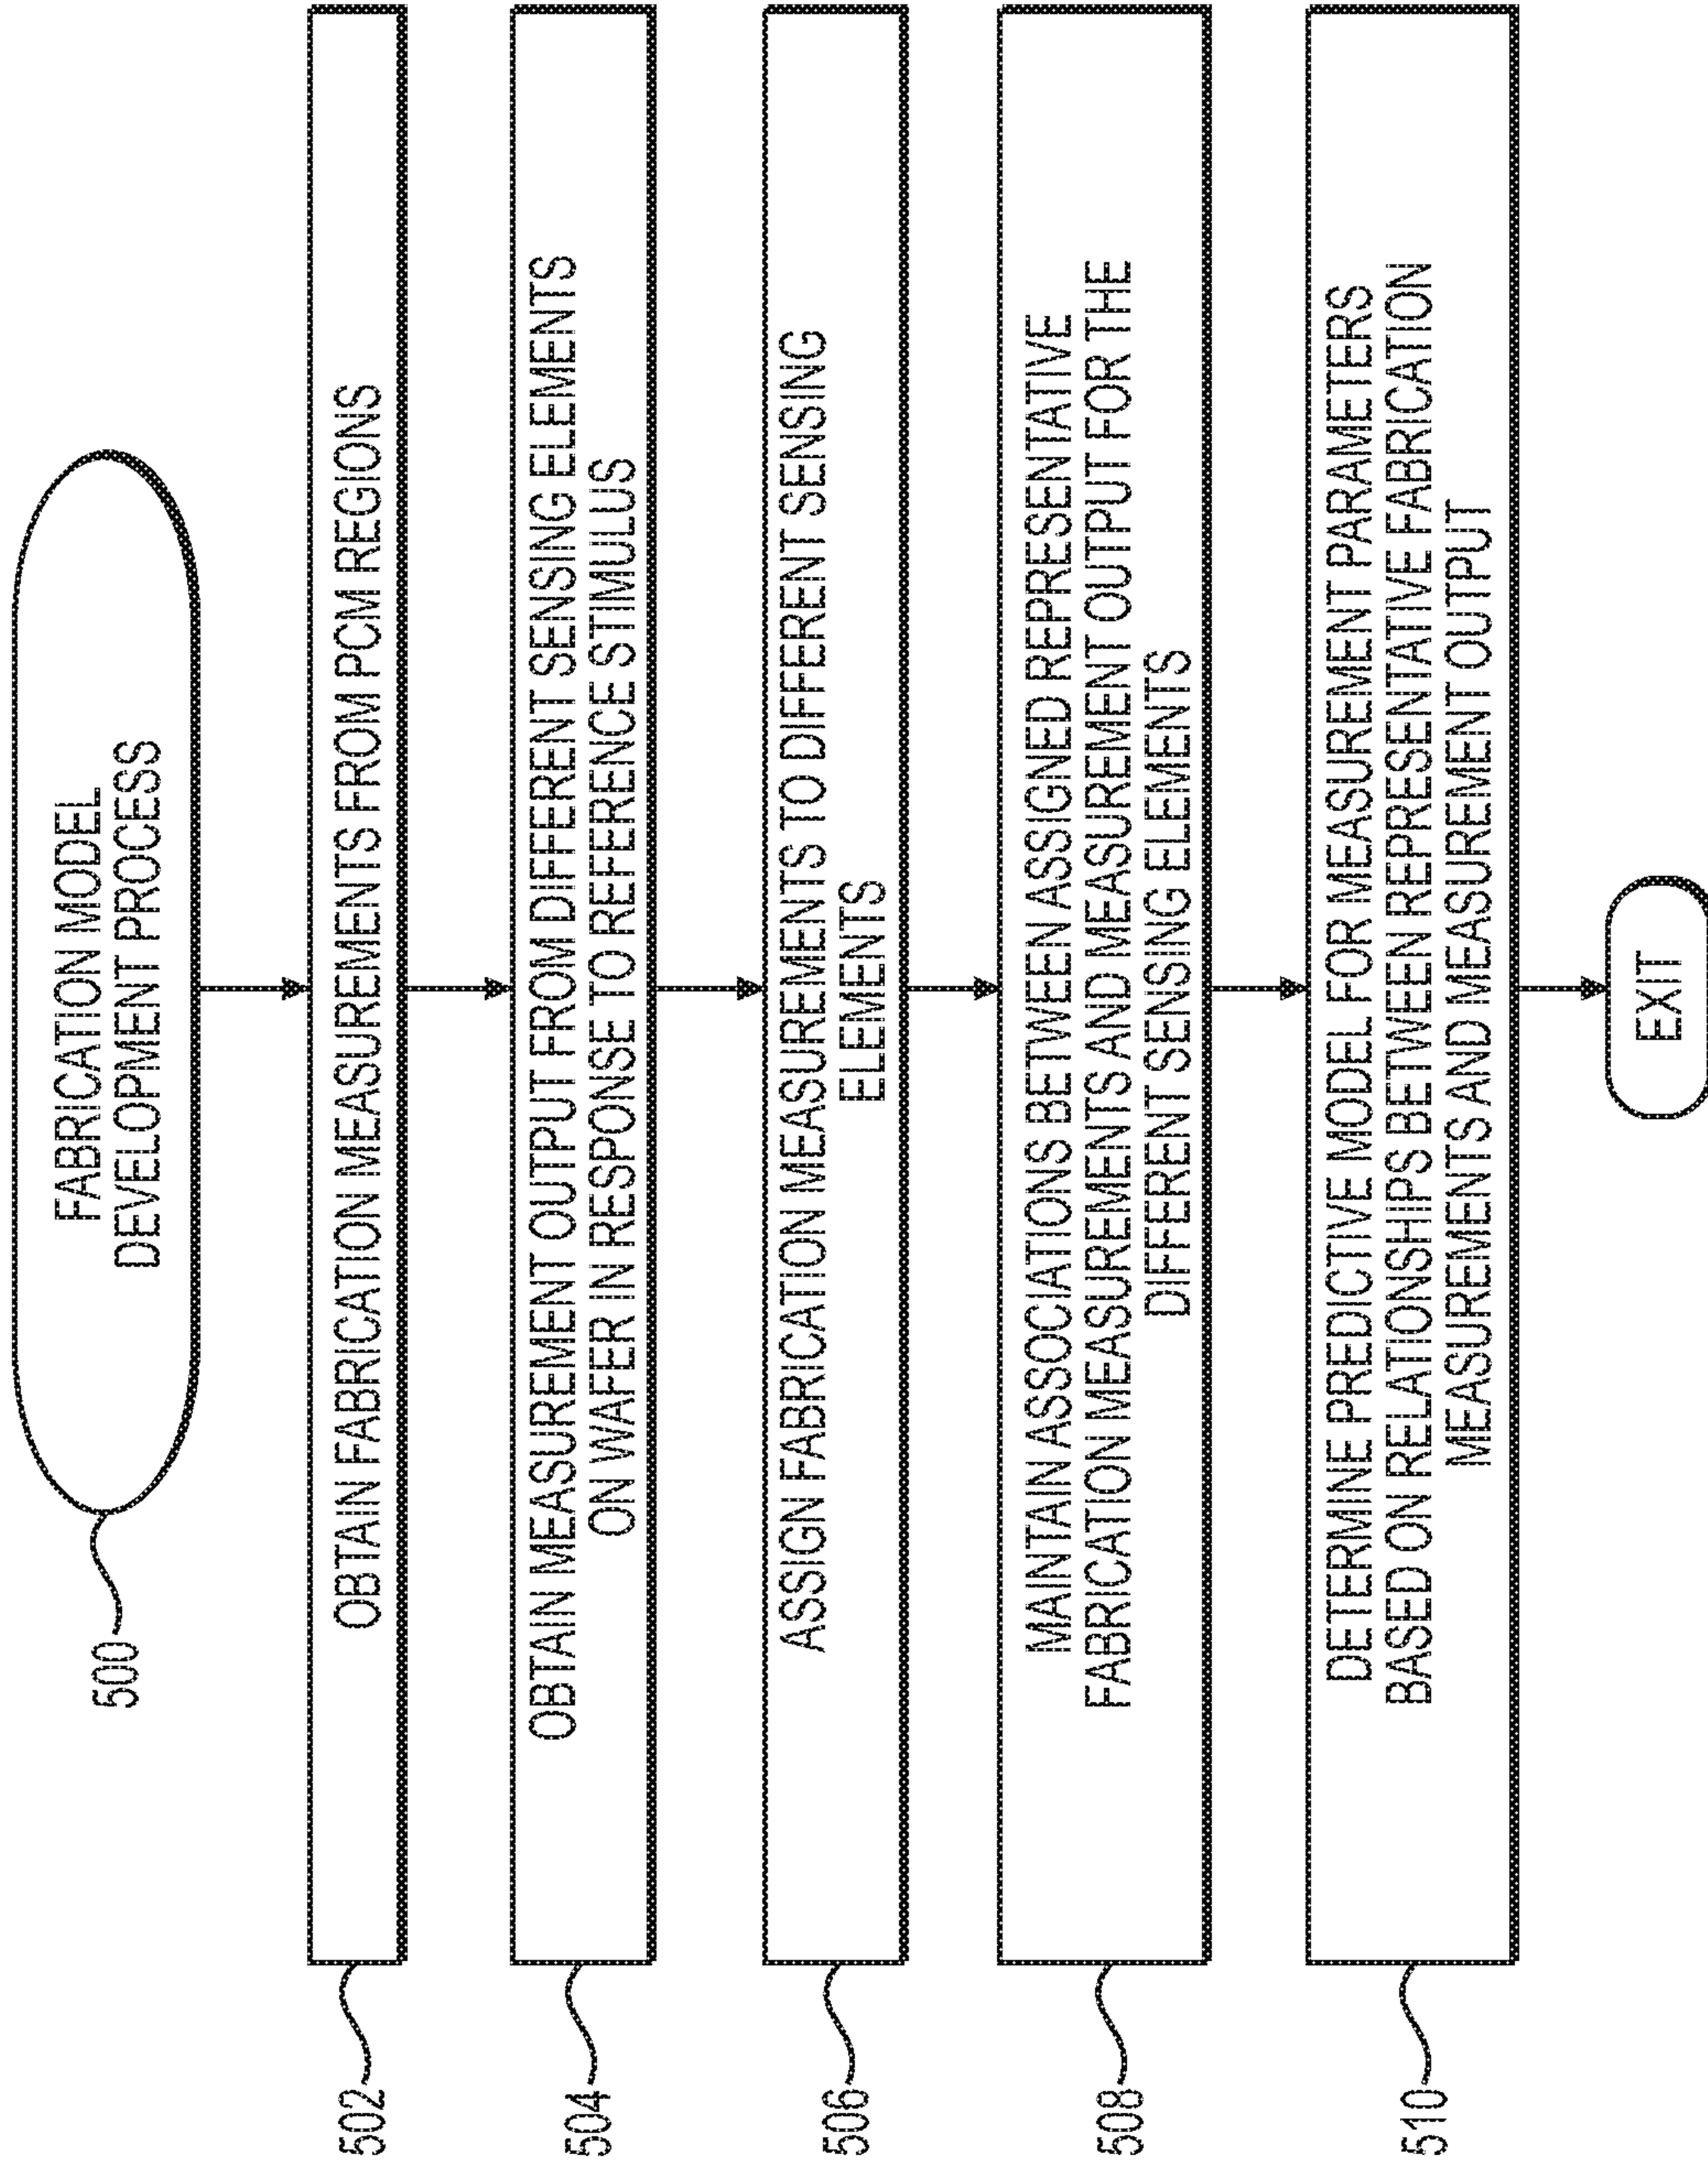 FABRICATION MODEL
DEVELOPMENT PROCESS
500
502
OBTAIN FABRICATION MEASUREMENTS FROM PCM REGIONS
504
OBTAIN MEASUREMENT OUTPUT FROM DIFFERENT SENSING ELEMENTS
ON WAFER IN RESPONSE TO REFERENCE STIMULUS
506
ASSIGN FABRICATION MEASUREMENTS TO DIFFERENT SENSING
ELEMENTS
508
MAINTAIN ASSOCIATIONS BETWEEN ASSIGNED REPRESENTATIVE
FABRICATION MEASUREMENTS AND MEASUREMENT OUTPUT FOR THE
DIFFERENT SENSING ELEMENTS
510
DETERMINE PREDICTIVE MODEL FOR MEASUREMENT PARAMETERS
BASED ON RELATIONSHIPS BETWEEN REPRESENTATIVE FABRICATION
MEASUREMENTS AND MEASUREMENT OUTPUT
EXIT